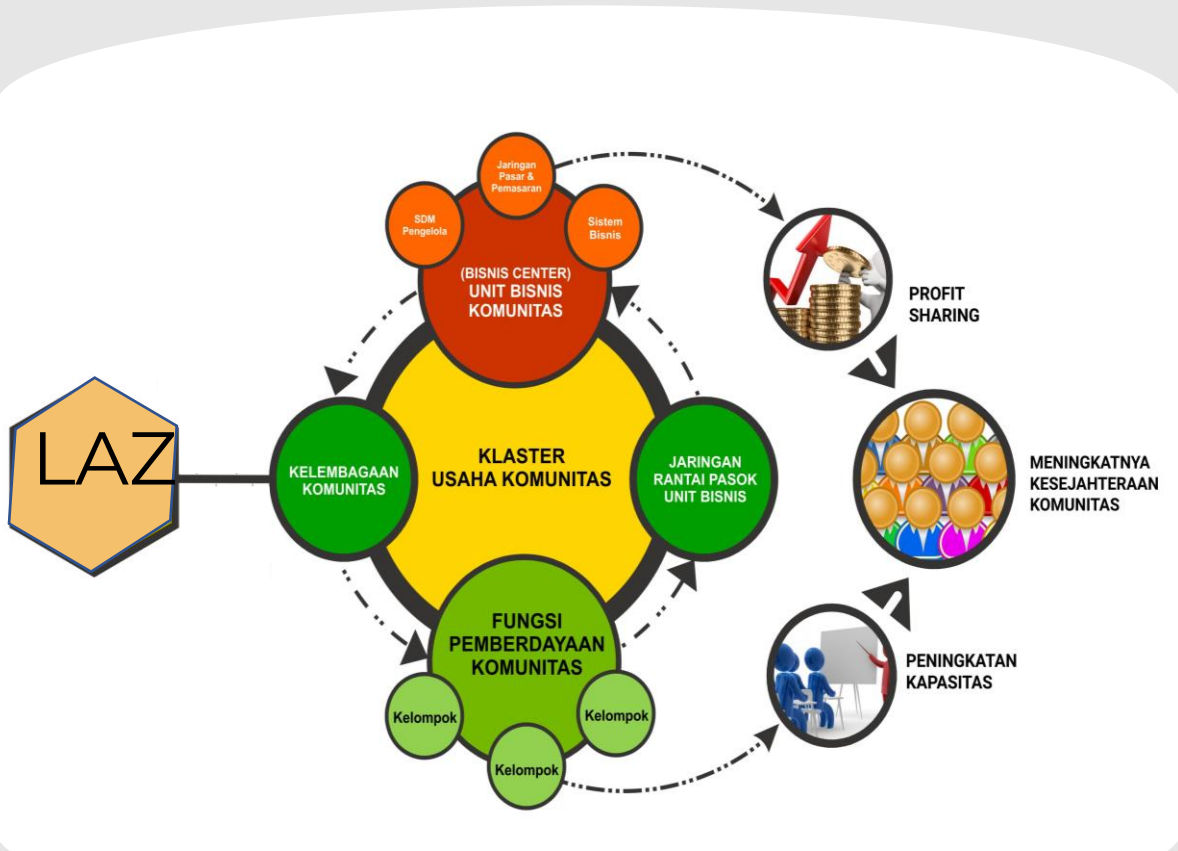 Jaringan
Pasar &
Pemasaran
SDM
Pengelola
Sistem
Bisnis
(BISNIS CENTER)
UNIT BISNIS
KOMUNITAS
PROFIT
SHARING
LAZ
KELEMBAGAAN
KOMUNITAS
KLASTER
USAHA KOMUNITAS
JARINGAN
RANTAI PASOK
UNIT BISNIS
MENINGKATNYA
KESEJAHTERAAN
KOMUNITAS
FUNGSI
PEMBERDAYAAN
KOMUNITAS
Kelompok
Kelompok
Kelompok
PENINGKATAN
KAPASITAS